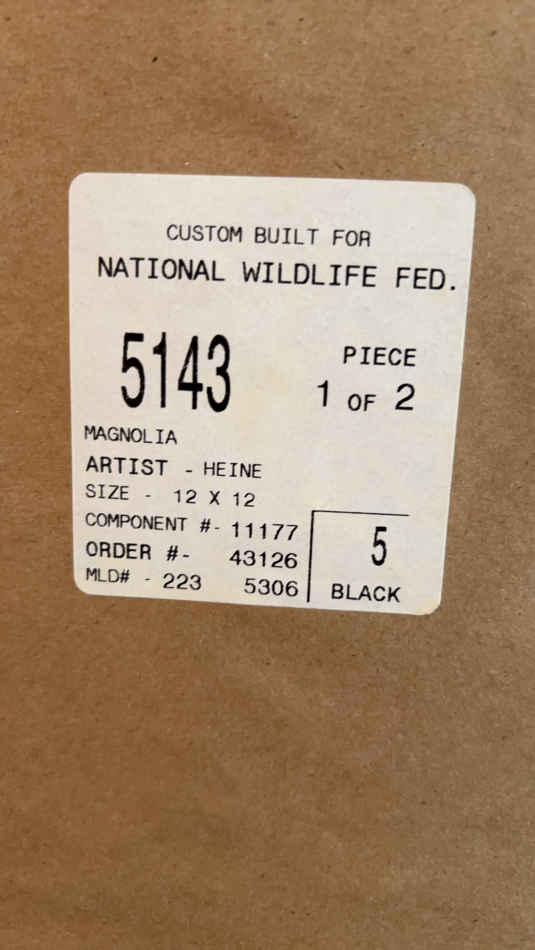 CUSTOM BUILT FOR
NATIONAL WILDLIFE FED.
5143
PIECE
1 OF 2
MAGNOLIA
ARTIST - HEINE
SIZE - 12 X 12
COMPONENT #- 11177
ORDER #- 43126
MLD# - 223 5306
5
BLACK